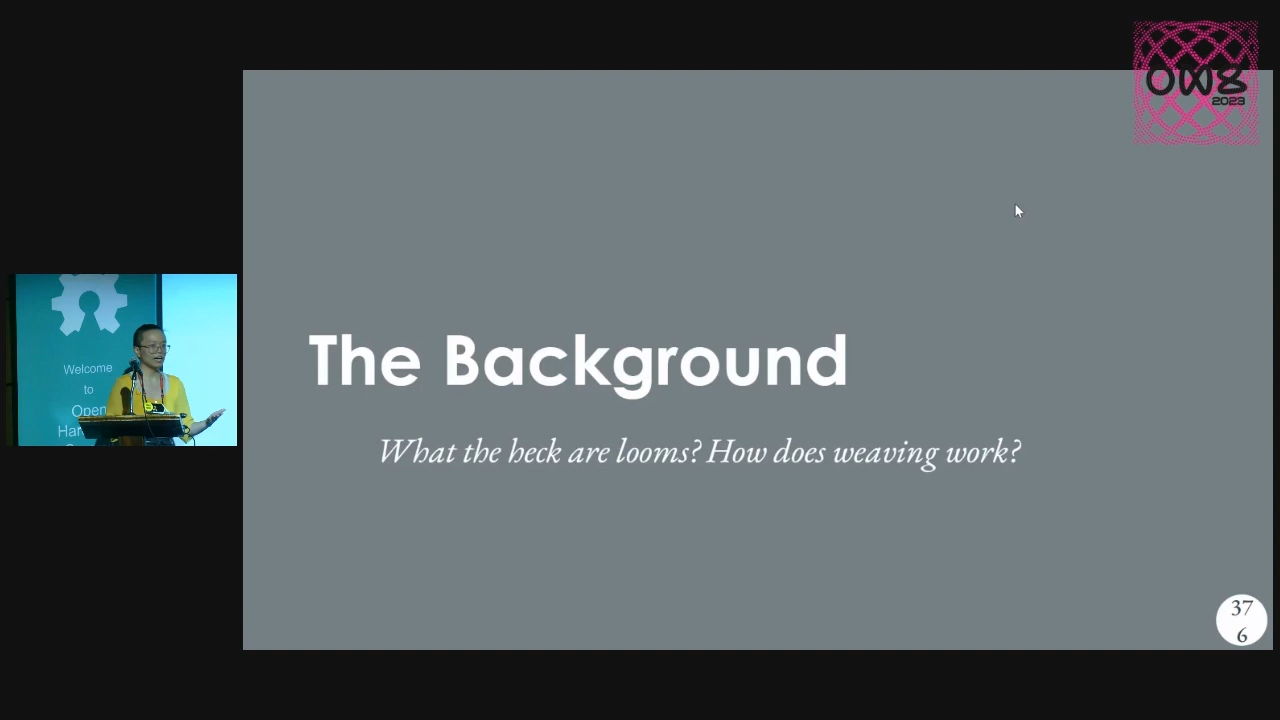 OW8
2023
The Background
What the heck are looms? How does weaving work?
Welcome
to
Open
Har
37
6